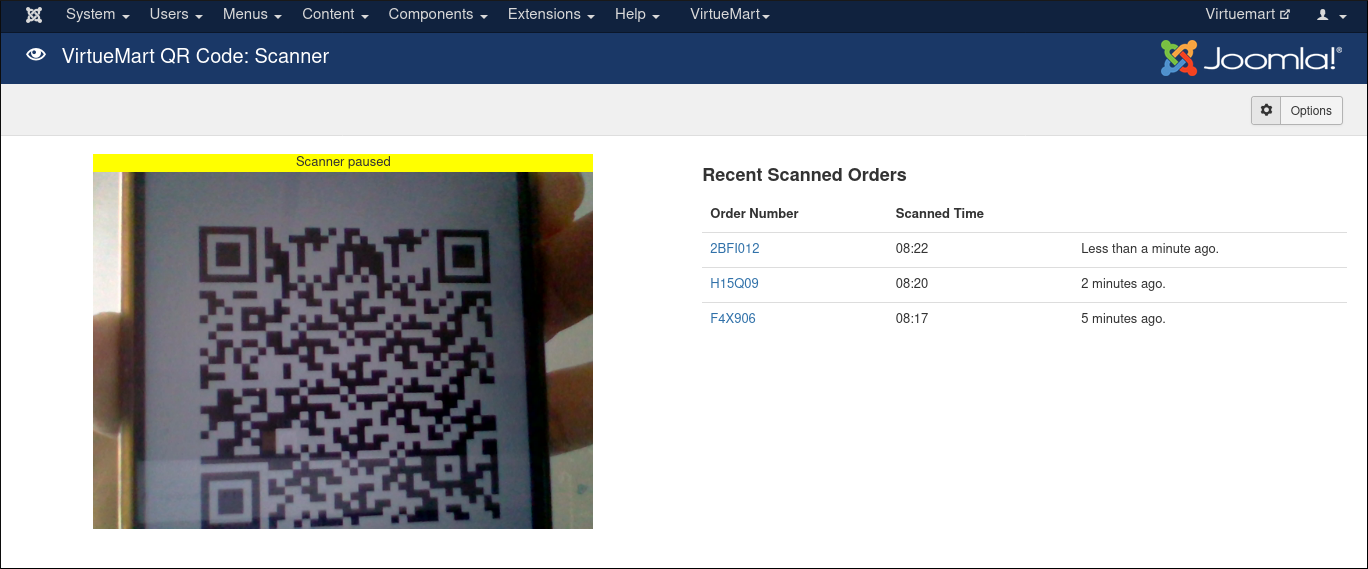 System Users Menus Content Components Extensions Help VirtueMart Virtuemart
VirtueMart QR Code: Scanner
Joomla!®
Options
Scanner paused
Recent Scanned Orders
Order Number Scanned Time
2BFI012 08:22 Less than a minute ago.
H15Q09 08:20 2 minutes ago.
F4X906 08:17 5 minutes ago.